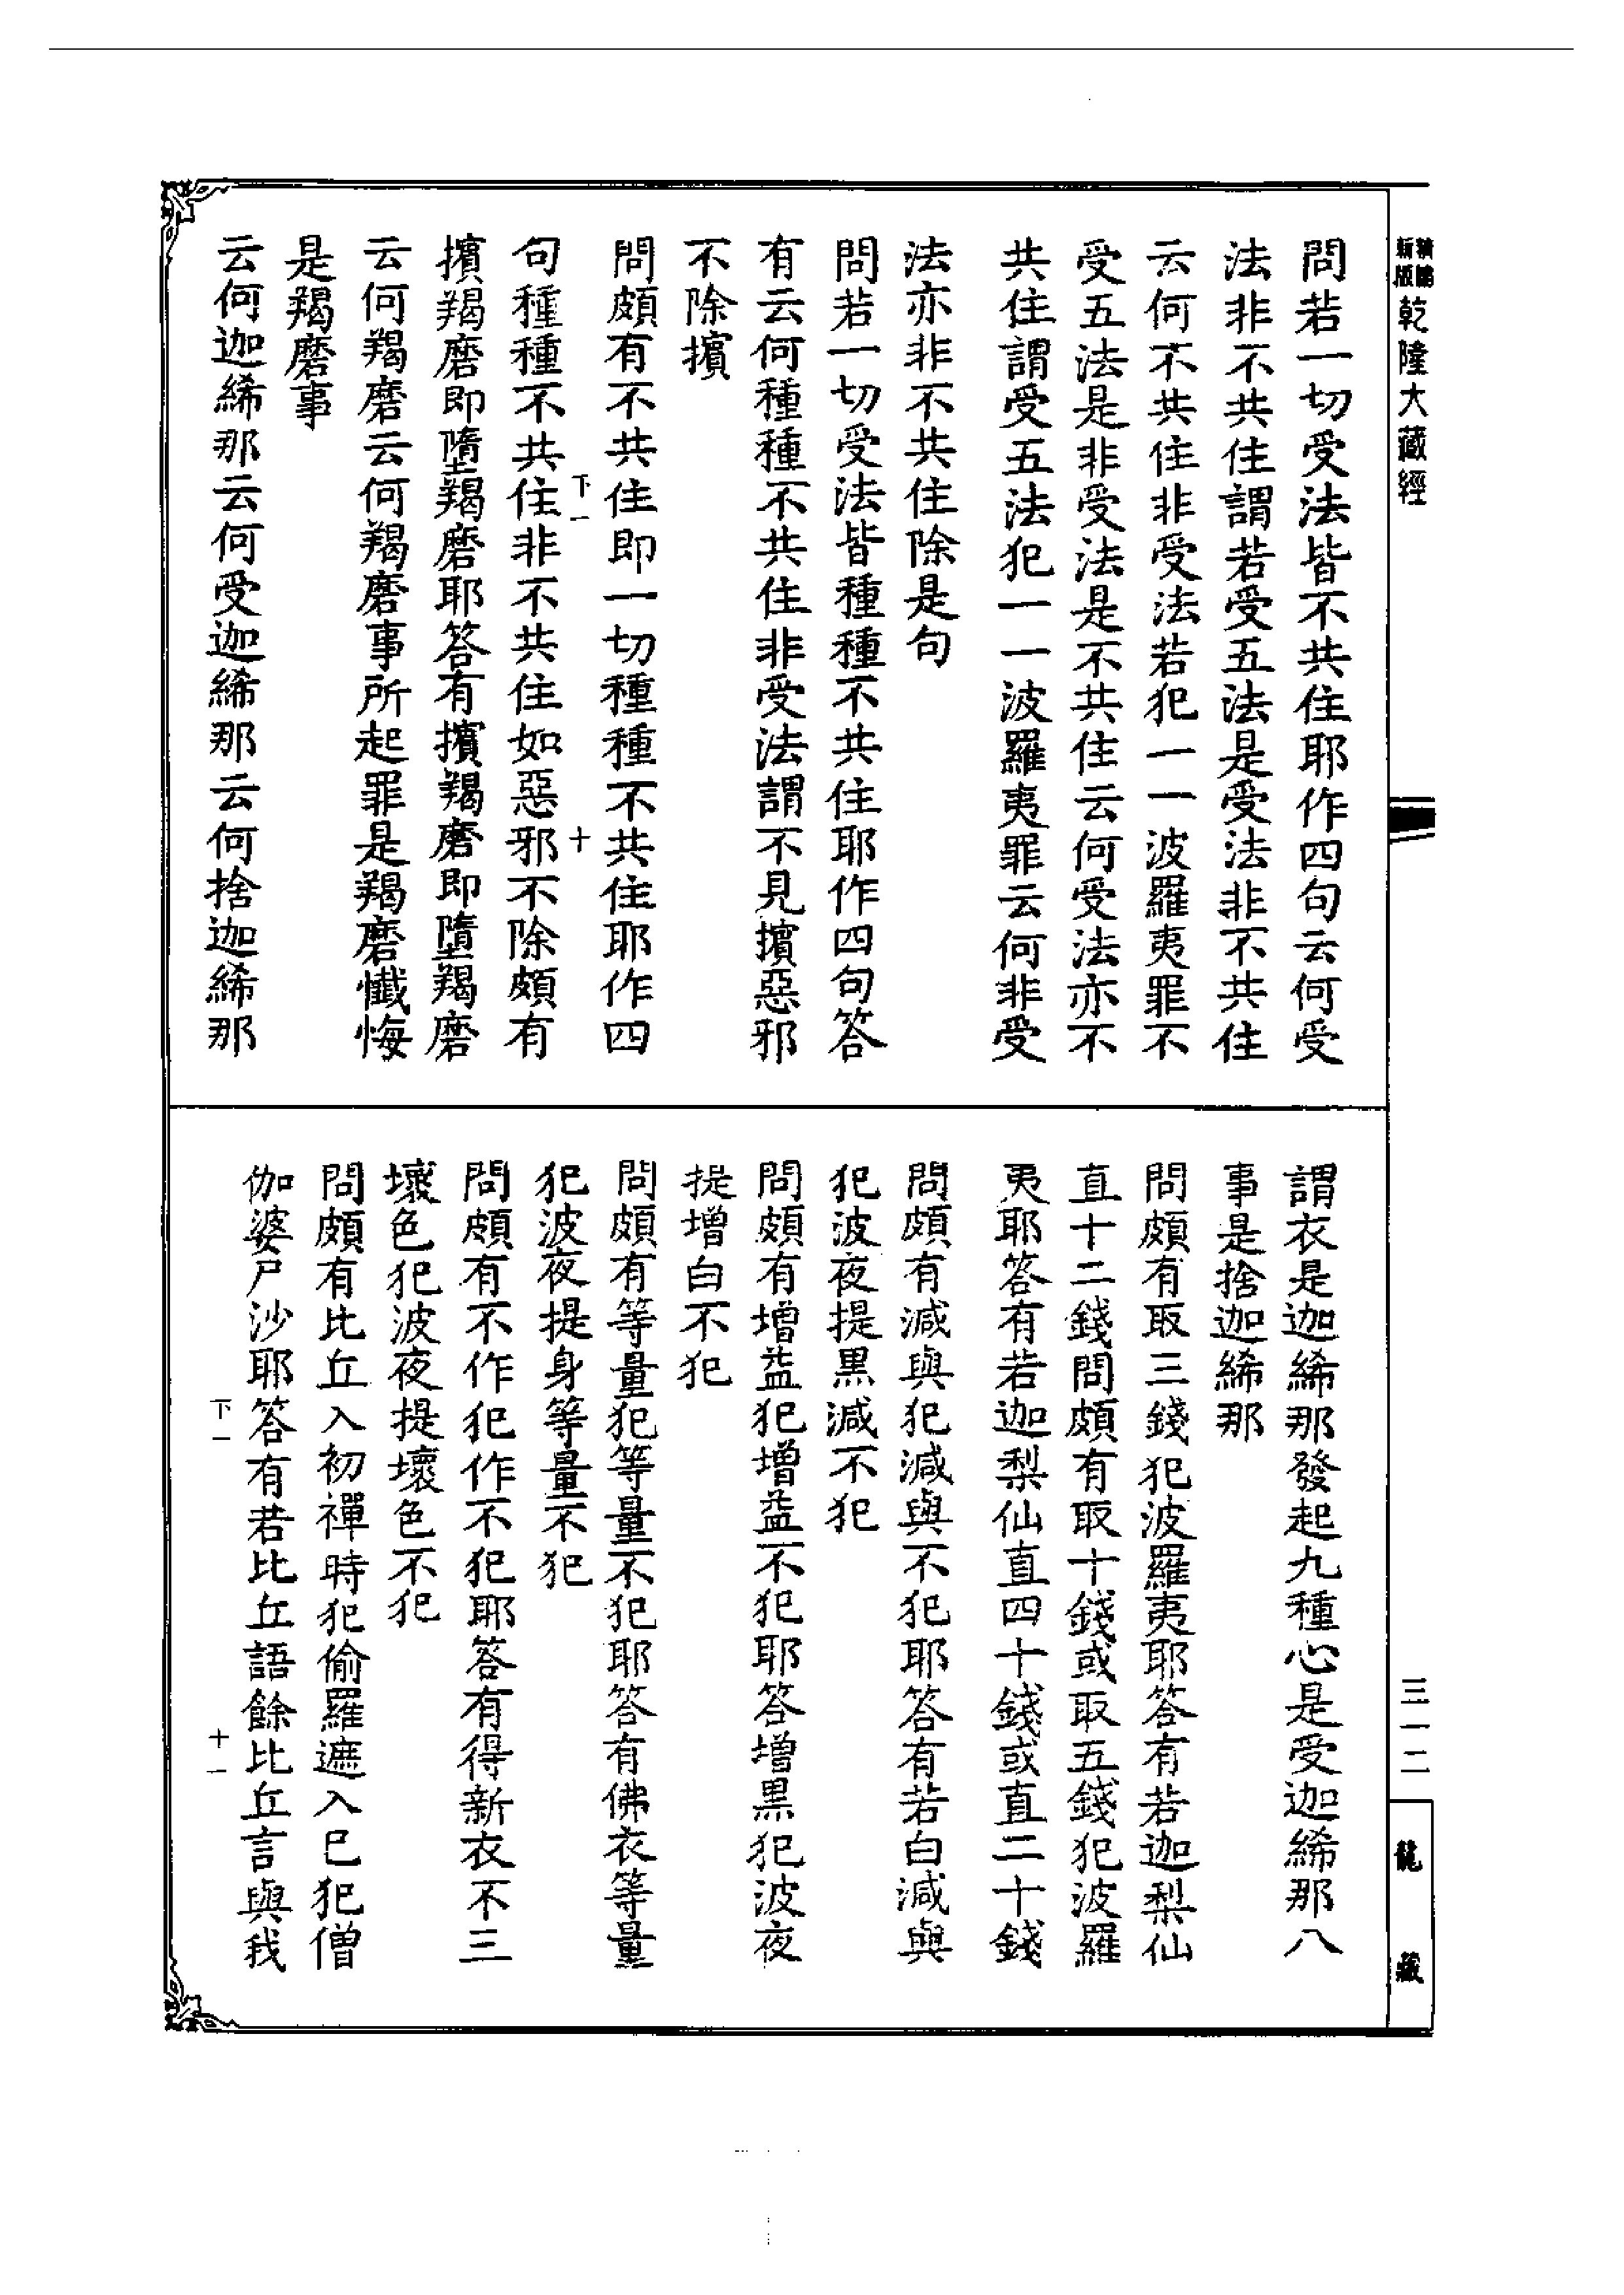 乾隆大藏經
問若一切受法皆不共住耶作四句云何受
法非不共住謂若受五法是受法非不共住
云何不共住非受法若犯一一波羅夷罪不
受五法是非受法是不共住云何受法亦不
共住謂受五法犯一一波羅夷罪云何非受
法亦非不共住除是句
問若一切受法皆種種不共住耶作四句答
有云何種種不共住非受法謂不見擯惡邪
不除擯
問頗有不共住即一切種種不共住耶作四
下一 十
句種種不共住非不共住如惡邪不除頗有
擯羯磨即墮羯磨耶答有擯羯磨即墮羯磨
云何羯磨云何羯磨事所起罪是羯磨懺悔
是羯磨事
云何迦絺那云何受迦絺那云何捨迦絺那
謂衣是迦絺那發起九種心是受迦絺那八
事是捨迦絺那
問頗有取三錢犯波羅夷耶答有若迦梨仙
直十二錢問頗有取十錢或取五錢犯波羅
夷耶答有若迦梨仙直四十錢或直二十錢
問頗有減與犯減與不犯耶答有若白減與
犯波夜提黑減不犯
問頗有增益犯增益不犯耶答增黑犯波夜
提增白不犯
問頗有等量犯等量不犯耶答有佛衣等量
犯波夜提身等量不犯
問頗有不作犯作不犯耶答有得新衣不三
壞色犯波夜提壞色不犯
問頗有比丘入初禪時犯偷羅遮入已犯僧
伽婆尸沙耶答有若比丘語餘比丘言與我
下一 十一
三一二
龍藏